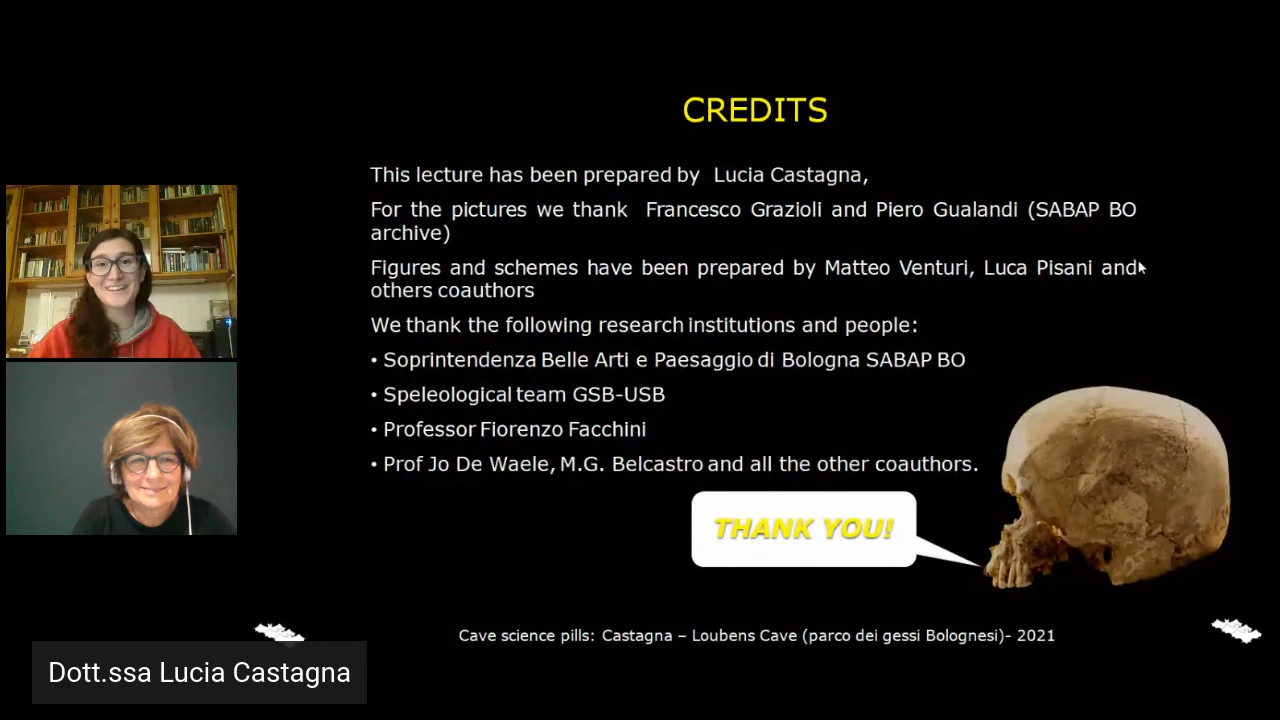 CREDITS
This lecture has been prepared by Lucia Castagna,
For the pictures we thank Francesco Grazioli and Piero Gualandi (SABAP BO
archive)
Figures and schemes have been prepared by Matteo Venturi, Luca Pisani and
others coauthors
We thank the following research institutions and people:
• Soprintendenza Belle Arti e Paesaggio di Bologna SABAP BO
• Speleological team GSB-USB
• Professor Fiorenzo Facchini
• Prof Jo De Waele, M.G. Belcastro and all the other coauthors.
THANK YOU!
Cave science pills: Castagna – Loubens Cave (parco dei gessi Bolognesi)- 2021
Dott.ssa Lucia Castagna